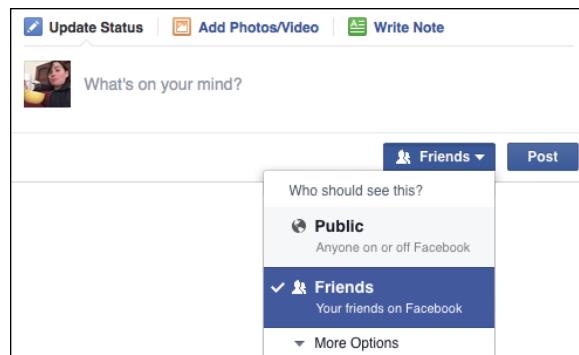 Update Status Add Photos/Video Write Note
What's on your mind?
Friends Post
Who should see this?
Public
Anyone on or off Facebook
Friends
Your friends on Facebook
More Options